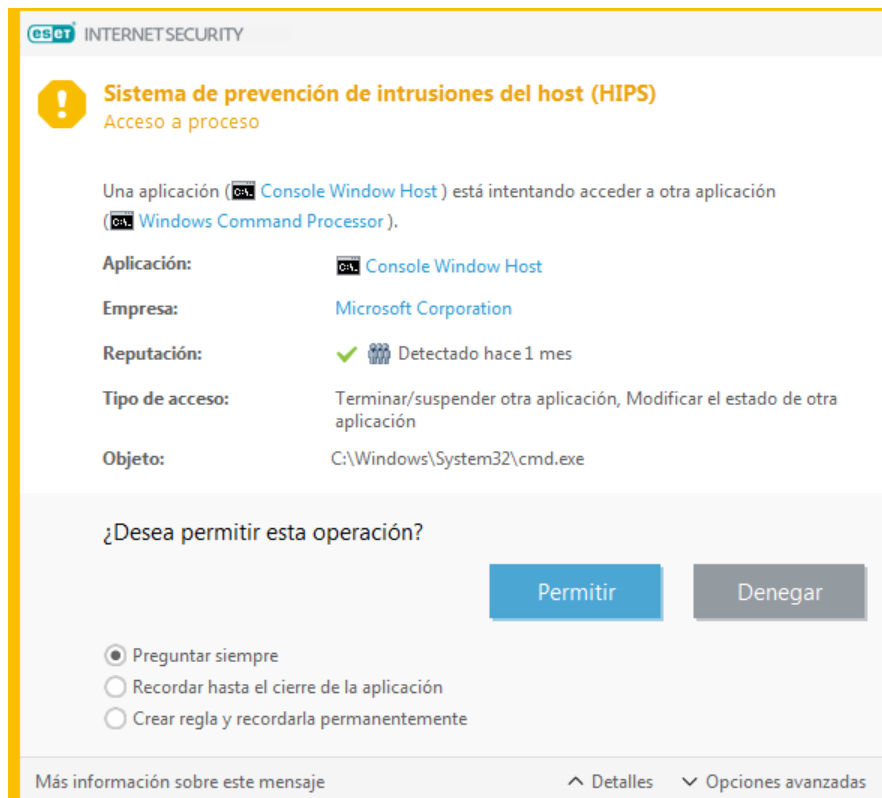 eset INTERNET SECURITY
Sistema de prevención de intrusiones del host (HIPS)
Acceso a proceso
Una aplicación ( Console Window Host ) está intentando acceder a otra aplicación
( Windows Command Processor ).
Aplicación: Console Window Host
Empresa: Microsoft Corporation
Reputación: Detectado hace 1 mes
Tipo de acceso: Terminar/suspender otra aplicación, Modificar el estado de otra
aplicación
Objeto: C:\Windows\System32\cmd.exe
¿Desea permitir esta operación?
Permitir Denegar
Preguntar siempre
Recordar hasta el cierre de la aplicación
Crear regla y recordarla permanentemente
Más información sobre este mensaje Detalles Opciones avanzadas